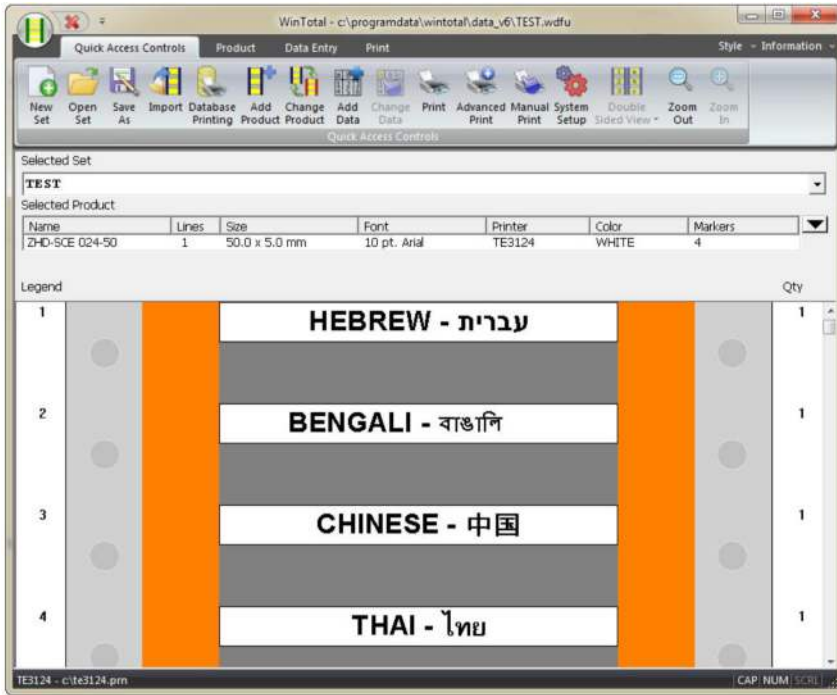 WinTotal - c:\programdata\wintotal\data_v6\TEST.wdfu
Quick Access Controls Product Data Entry Print Style Information
New Set Open Set Save As Import Database Printing Add Product Change Product Add Data Change Data Print Advanced Print Manual Print System Setup Double Sided View Zoom Out Zoom In
Quick Access Controls
Selected Set
TEST
Selected Product
Name Lines Size Font Printer Color Markers
ZHD-SCE 024-50 1 50.0 x 5.0 mm 10 pt. Arial TE3124 WHITE 4
Legend Qty
1 HEBREW - עברית 1
2 BENGALI - বাঙালি 1
3 CHINESE - 中国 1
4 THAI - ไทย 1
TE3124 - c:\te3124.prn CAP NUM SCRL